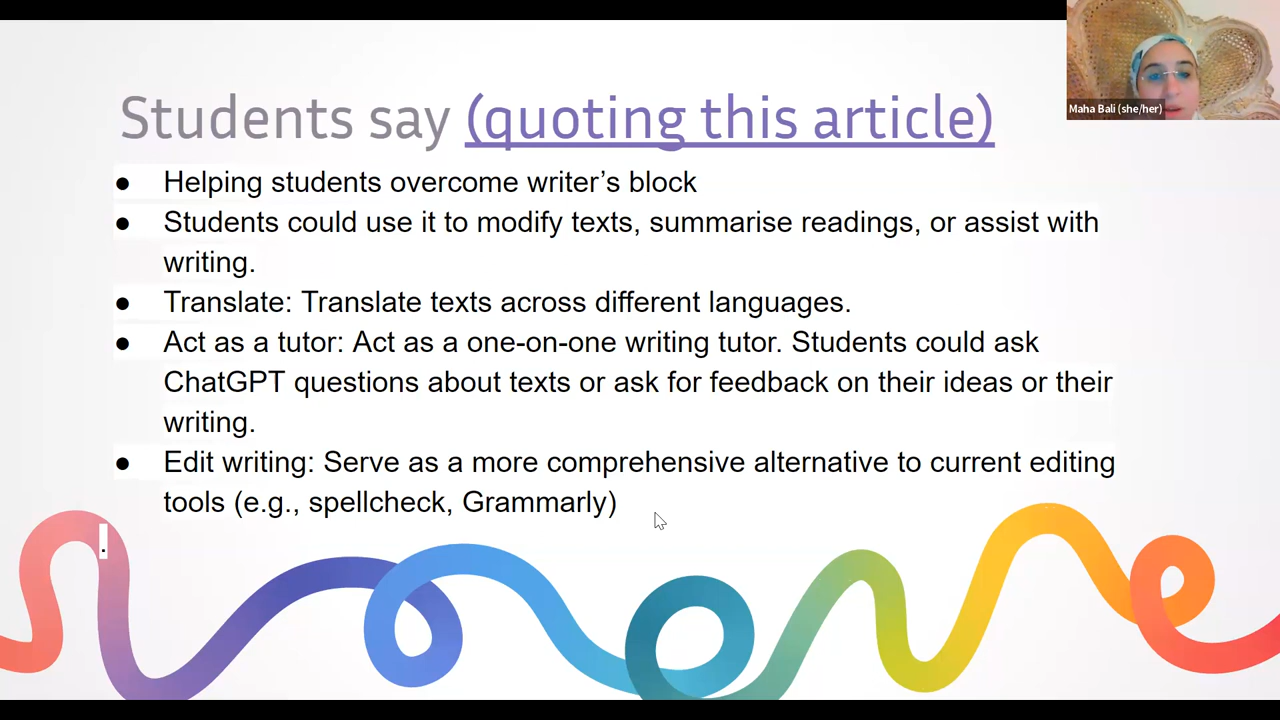 Students say (quoting this article)
Maha Bali (she/her)
● Helping students overcome writer’s block
● Students could use it to modify texts, summarise readings, or assist with
writing.
● Translate: Translate texts across different languages.
● Act as a tutor: Act as a one-on-one writing tutor. Students could ask
ChatGPT questions about texts or ask for feedback on their ideas or their
writing.
● Edit writing: Serve as a more comprehensive alternative to current editing
tools (e.g., spellcheck, Grammarly)
.